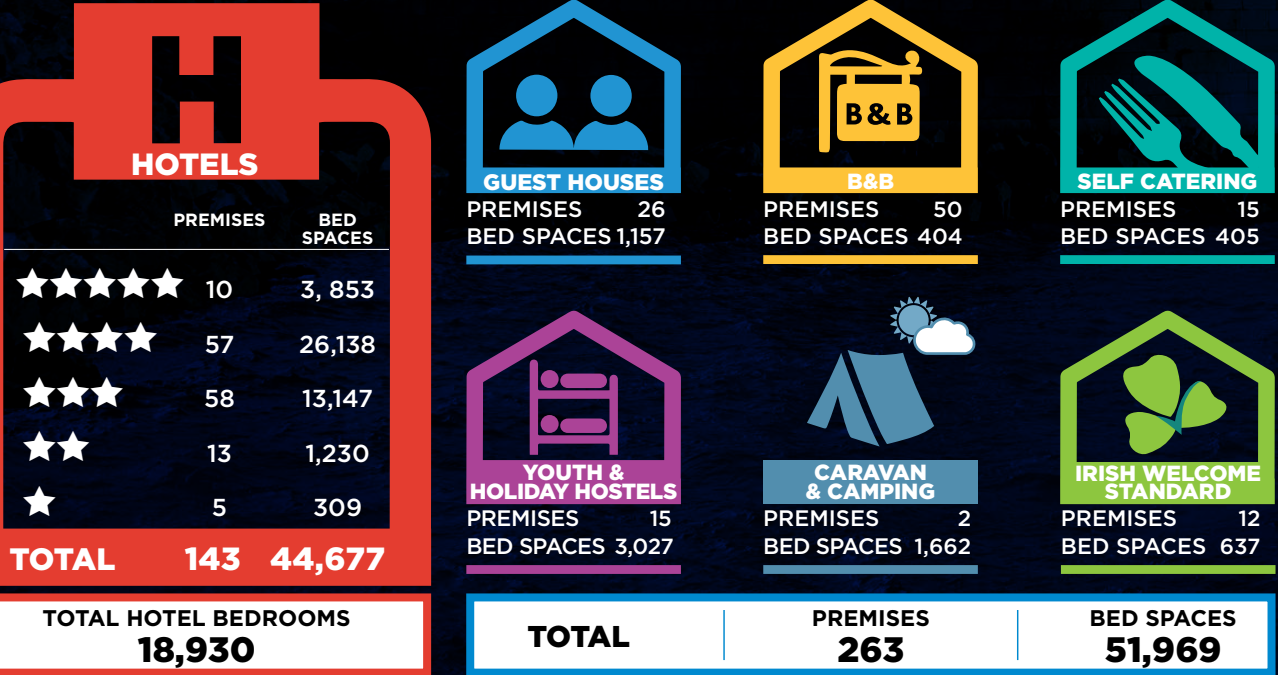 H
HOTELS
PREMISES BED SPACES
10 3, 853
57 26,138
58 13,147
13 1,230
5 309
TOTAL 143 44,677
TOTAL HOTEL BEDROOMS
18,930
GUEST HOUSES
PREMISES 26
BED SPACES 1,157
B & B
B&B
PREMISES 50
BED SPACES 404
SELF CATERING
PREMISES 15
BED SPACES 405
YOUTH &
HOLIDAY HOSTELS
PREMISES 15
BED SPACES 3,027
CARAVAN
& CAMPING
PREMISES 2
BED SPACES 1,662
IRISH WELCOME
STANDARD
PREMISES 12
BED SPACES 637
TOTAL
PREMISES
263
BED SPACES
51,969